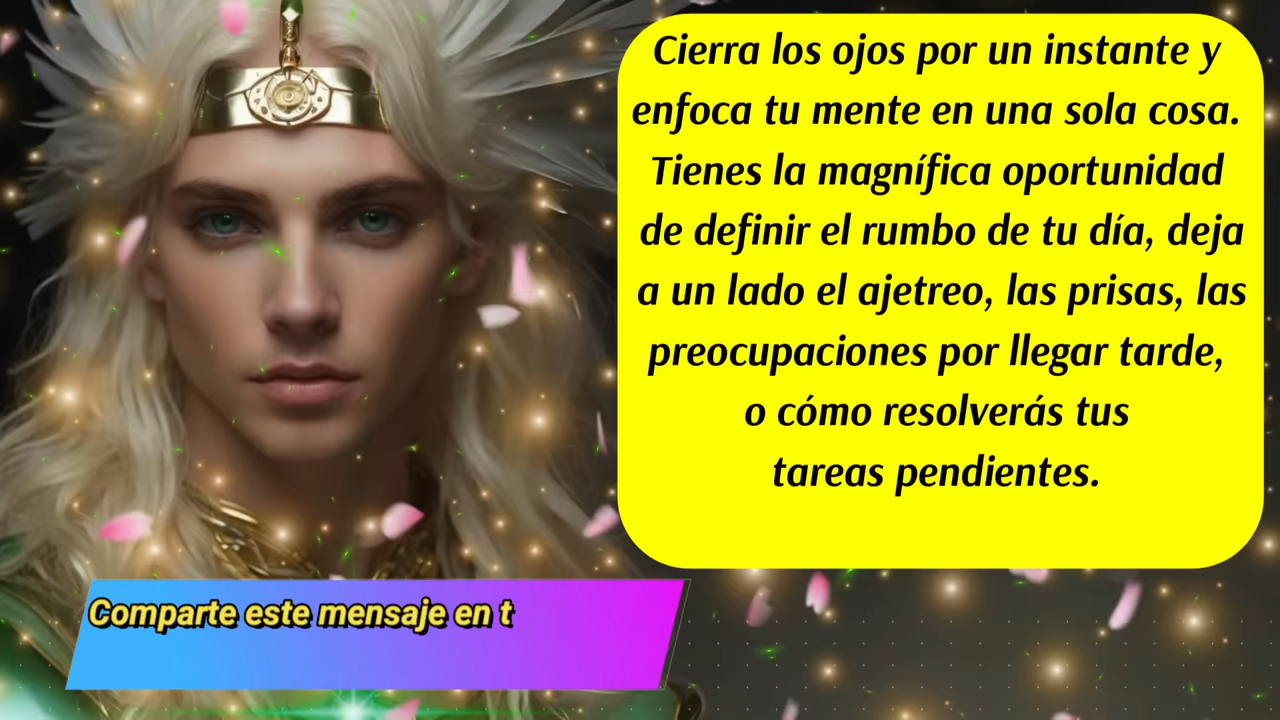 Cierra los ojos por un instante y
enfoca tu mente en una sola cosa.
Tienes la magnífica oportunidad
de definir el rumbo de tu día, deja
a un lado el ajetreo, las prisas, las
preocupaciones por llegar tarde,
o cómo resolverás tus
tareas pendientes.
Comparte este mensaje en t